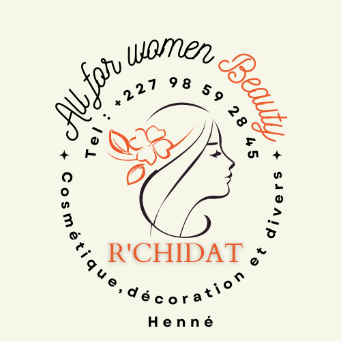 All for women Beauty
Tel : +227 98 59 28 45
R'CHIDAT
Cosmétique,décoration et divers
Henné